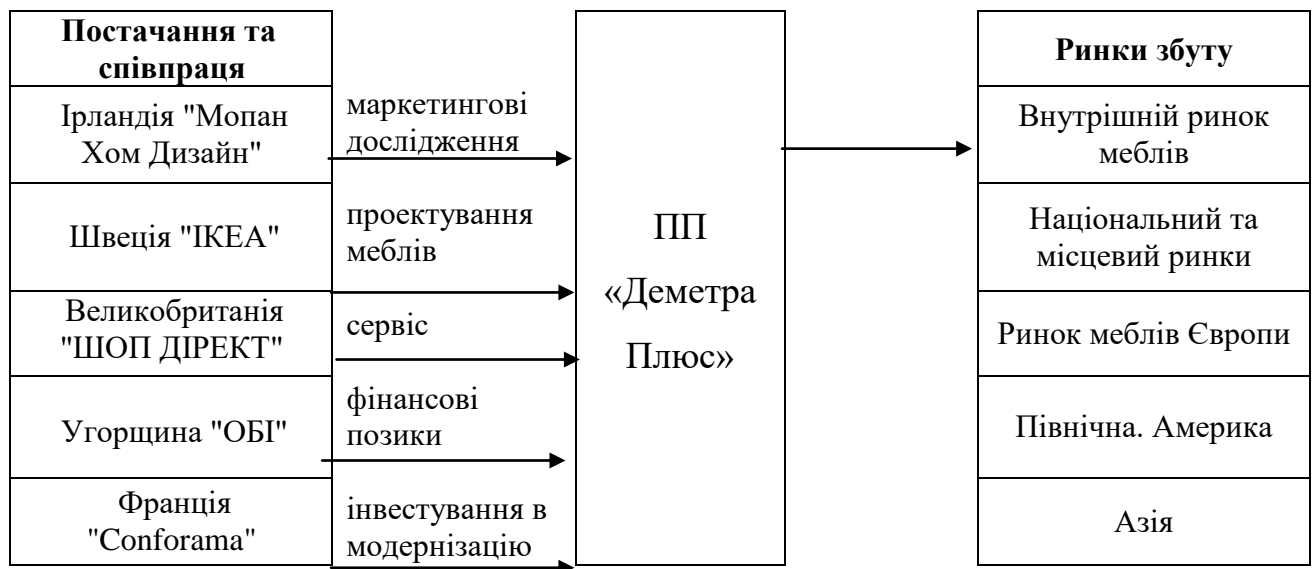 Постачання та
співпраця
Ірландія "Мопан
Хом Дизайн"
Швеція "ІКЕА"
Великобританія
"ШОП ДІРЕКТ"
Угорщина "ОБІ"
Франція
"Conforama"
маркетингові
дослідження
проектування
меблів
сервіс
фінансові
позики
інвестування в
модернізацію
ПП
«Деметра
Плюс»
Ринки збуту
Внутрішній ринок
меблів
Національний та
місцевий ринки
Ринок меблів Європи
Північна. Америка
Азія